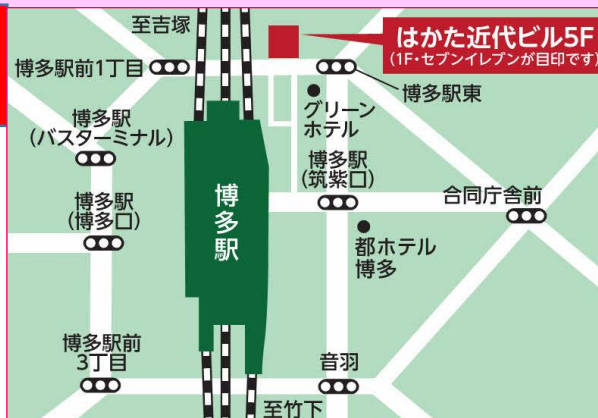 至吉塚
はかた近代ビル5F
(1F・セブンイレブンが目印です)
博多駅前1丁目
博多駅東
グリーン
ホテル
博多駅
(バスターミナル)
博多駅
(筑紫口)
博多駅
(博多口)
博多駅
合同庁舎前
都ホテル
博多
博多駅前
3丁目
音羽
至竹下